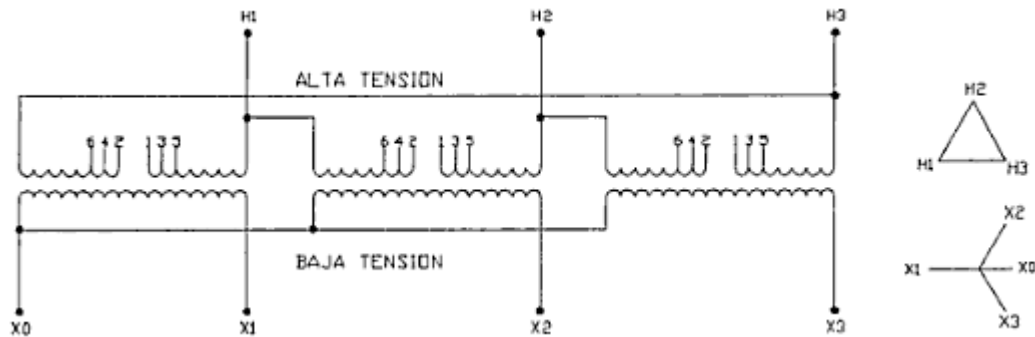 H1 H2 H3
ALTA TENSION
6 4 2 1 3 5 6 4 2 1 3 5 6 4 2 1 3 5
BAJA TENSION
X0 X1 X2 X3
H2
H1 H3
X2
X1 X0
X3